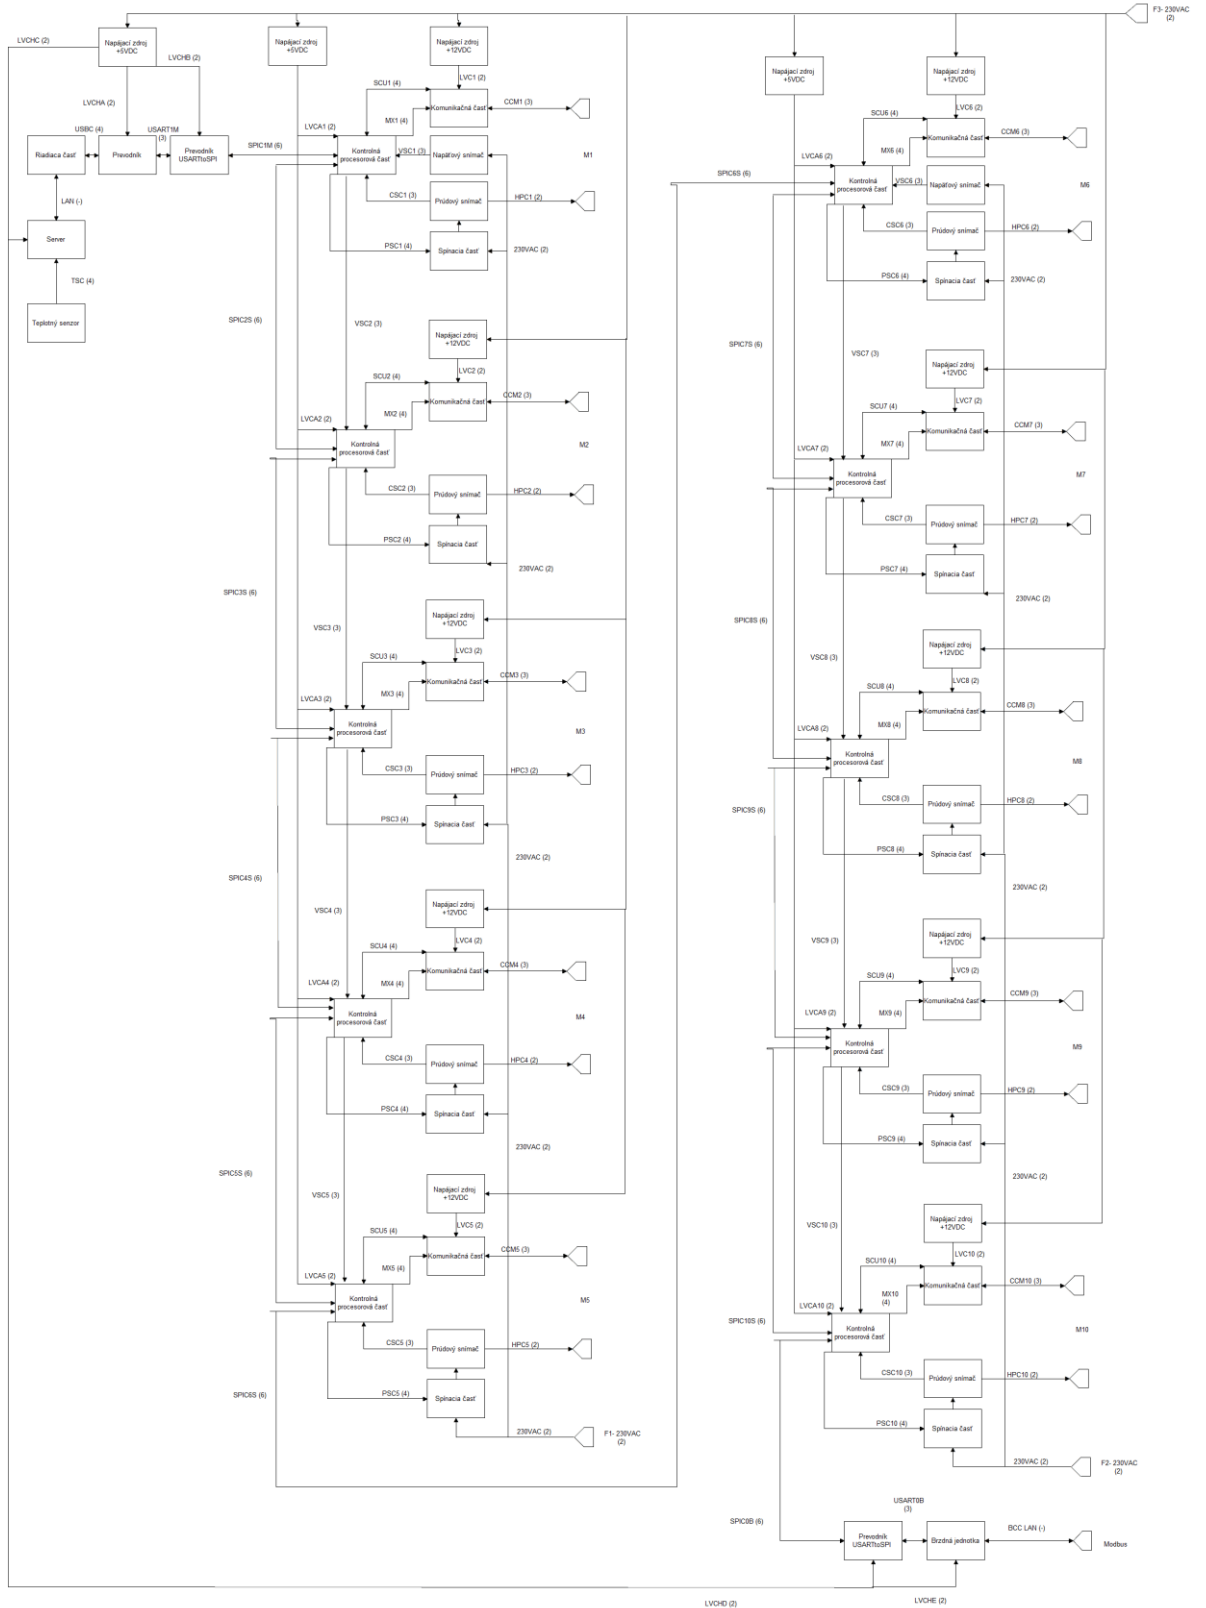 F3- 230VAC
(2)
LVCHC (2)
Napájací zdroj
+5VDC
LVCHB (2)
LVCHA (2)
USBC (4)
USART1M
(3)
Riadiaca časť
Prevodník
Prevodník
USARTtoSPI
SPIC1M (6)
LAN (-)
Server
TSC (4)
Teplotný senzor
Napájací zdroj
+5VDC
Napájací zdroj
+12VDC
LVC1 (2)
SCU1 (4)
Komunikačná časť
CCM1 (3)
MX1 (4)
LVCA1 (2)
Kontrolná
procesorová časť
VSC1 (3)
Napäťový snímač
M1
CSC1 (3)
Prúdový snímač
HPC1 (2)
PSC1 (4)
Spínacia časť
230VAC (2)
SPIC2S (6)
VSC2 (3)
Napájací zdroj
+12VDC
LVC2 (2)
SCU2 (4)
Komunikačná časť
CCM2 (3)
MX2 (4)
LVCA2 (2)
Kontrolná
procesorová časť
M2
CSC2 (3)
Prúdový snímač
HPC2 (2)
PSC2 (4)
Spínacia časť
230VAC (2)
SPIC3S (6)
VSC3 (3)
Napájací zdroj
+12VDC
LVC3 (2)
SCU3 (4)
Komunikačná časť
CCM3 (3)
MX3 (4)
LVCA3 (2)
Kontrolná
procesorová časť
M3
CSC3 (3)
Prúdový snímač
HPC3 (2)
PSC3 (4)
Spínacia časť
230VAC (2)
SPIC4S (6)
VSC4 (3)
Napájací zdroj
+12VDC
LVC4 (2)
SCU4 (4)
Komunikačná časť
CCM4 (3)
MX4 (4)
LVCA4 (2)
Kontrolná
procesorová časť
M4
CSC4 (3)
Prúdový snímač
HPC4 (2)
PSC4 (4)
Spínacia časť
230VAC (2)
SPIC5S (6)
VSC5 (3)
Napájací zdroj
+12VDC
LVC5 (2)
SCU5 (4)
Komunikačná časť
CCM5 (3)
MX5 (4)
LVCA5 (2)
Kontrolná
procesorová časť
M5
CSC5 (3)
Prúdový snímač
HPC5 (2)
PSC5 (4)
Spínacia časť
SPIC6S (6)
230VAC (2)
F1- 230VAC
(2)
Napájací zdroj
+5VDC
Napájací zdroj
+12VDC
LVC6 (2)
SCU6 (4)
Komunikačná časť
CCM6 (3)
MX6 (4)
LVCA6 (2)
SPIC6S (6)
Kontrolná
procesorová časť
VSC6 (3)
Napäťový snímač
M6
CSC6 (3)
Prúdový snímač
HPC6 (2)
PSC6 (4)
Spínacia časť
230VAC (2)
SPIC7S (6)
VSC7 (3)
Napájací zdroj
+12VDC
LVC7 (2)
SCU7 (4)
Komunikačná časť
CCM7 (3)
MX7 (4)
LVCA7 (2)
Kontrolná
procesorová časť
M7
CSC7 (3)
Prúdový snímač
HPC7 (2)
PSC7 (4)
Spínacia časť
230VAC (2)
SPIC8S (6)
VSC8 (3)
Napájací zdroj
+12VDC
LVC8 (2)
SCU8 (4)
Komunikačná časť
CCM8 (3)
MX8 (4)
LVCA8 (2)
Kontrolná
procesorová časť
M8
CSC8 (3)
Prúdový snímač
HPC8 (2)
PSC8 (4)
Spínacia časť
230VAC (2)
SPIC9S (6)
VSC9 (3)
Napájací zdroj
+12VDC
LVC9 (2)
SCU9 (4)
Komunikačná časť
CCM9 (3)
MX9 (4)
LVCA9 (2)
Kontrolná
procesorová časť
M9
CSC9 (3)
Prúdový snímač
HPC9 (2)
PSC9 (4)
Spínacia časť
230VAC (2)
SPIC10S (6)
VSC10 (3)
Napájací zdroj
+12VDC
LVC10 (2)
SCU10 (4)
Komunikačná časť
CCM10 (3)
MX10
(4)
LVCA10 (2)
Kontrolná
procesorová časť
M10
CSC10 (3)
Prúdový snímač
HPC10 (2)
PSC10 (4)
Spínacia časť
230VAC (2)
F2- 230VAC
(2)
USART0B
(3)
SPIC0B (6)
Prevodník
USARTtoSPI
Brzdná jednotka
BCC LAN (-)
Modbus
LVCHD (2)
LVCHE (2)